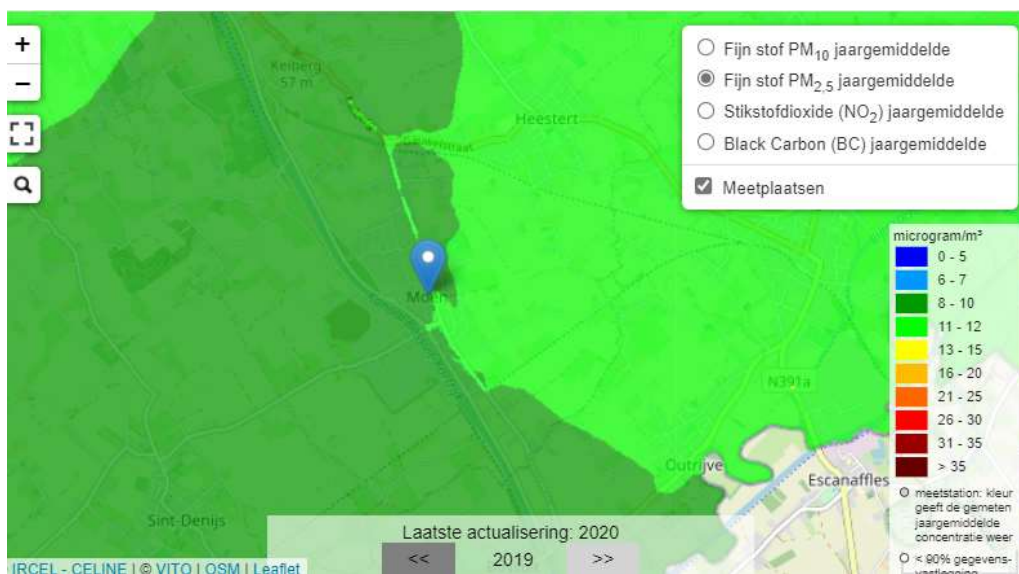 +
−
Keiberg
57 m
Heestert
Moen
N391a
Outrijve
Escanaffles
Sint-Denijs
Fijn stof PM10 jaargemiddelde
Fijn stof PM2,5 jaargemiddelde
Stikstofdioxide (NO2) jaargemiddelde
Black Carbon (BC) jaargemiddelde
Meetplaatsen
microgram/m³
0 - 5
6 - 7
8 - 10
11 - 12
13 - 15
16 - 20
21 - 25
26 - 30
31 - 35
> 35
meetstation: kleur
geeft de gemeten
jaargemiddelde
concentratie weer
< 90% gegevens-
Laatste actualisering: 2020
<< 2019 >>
IRCEL - CELINE | © VITO | OSM | Leaflet